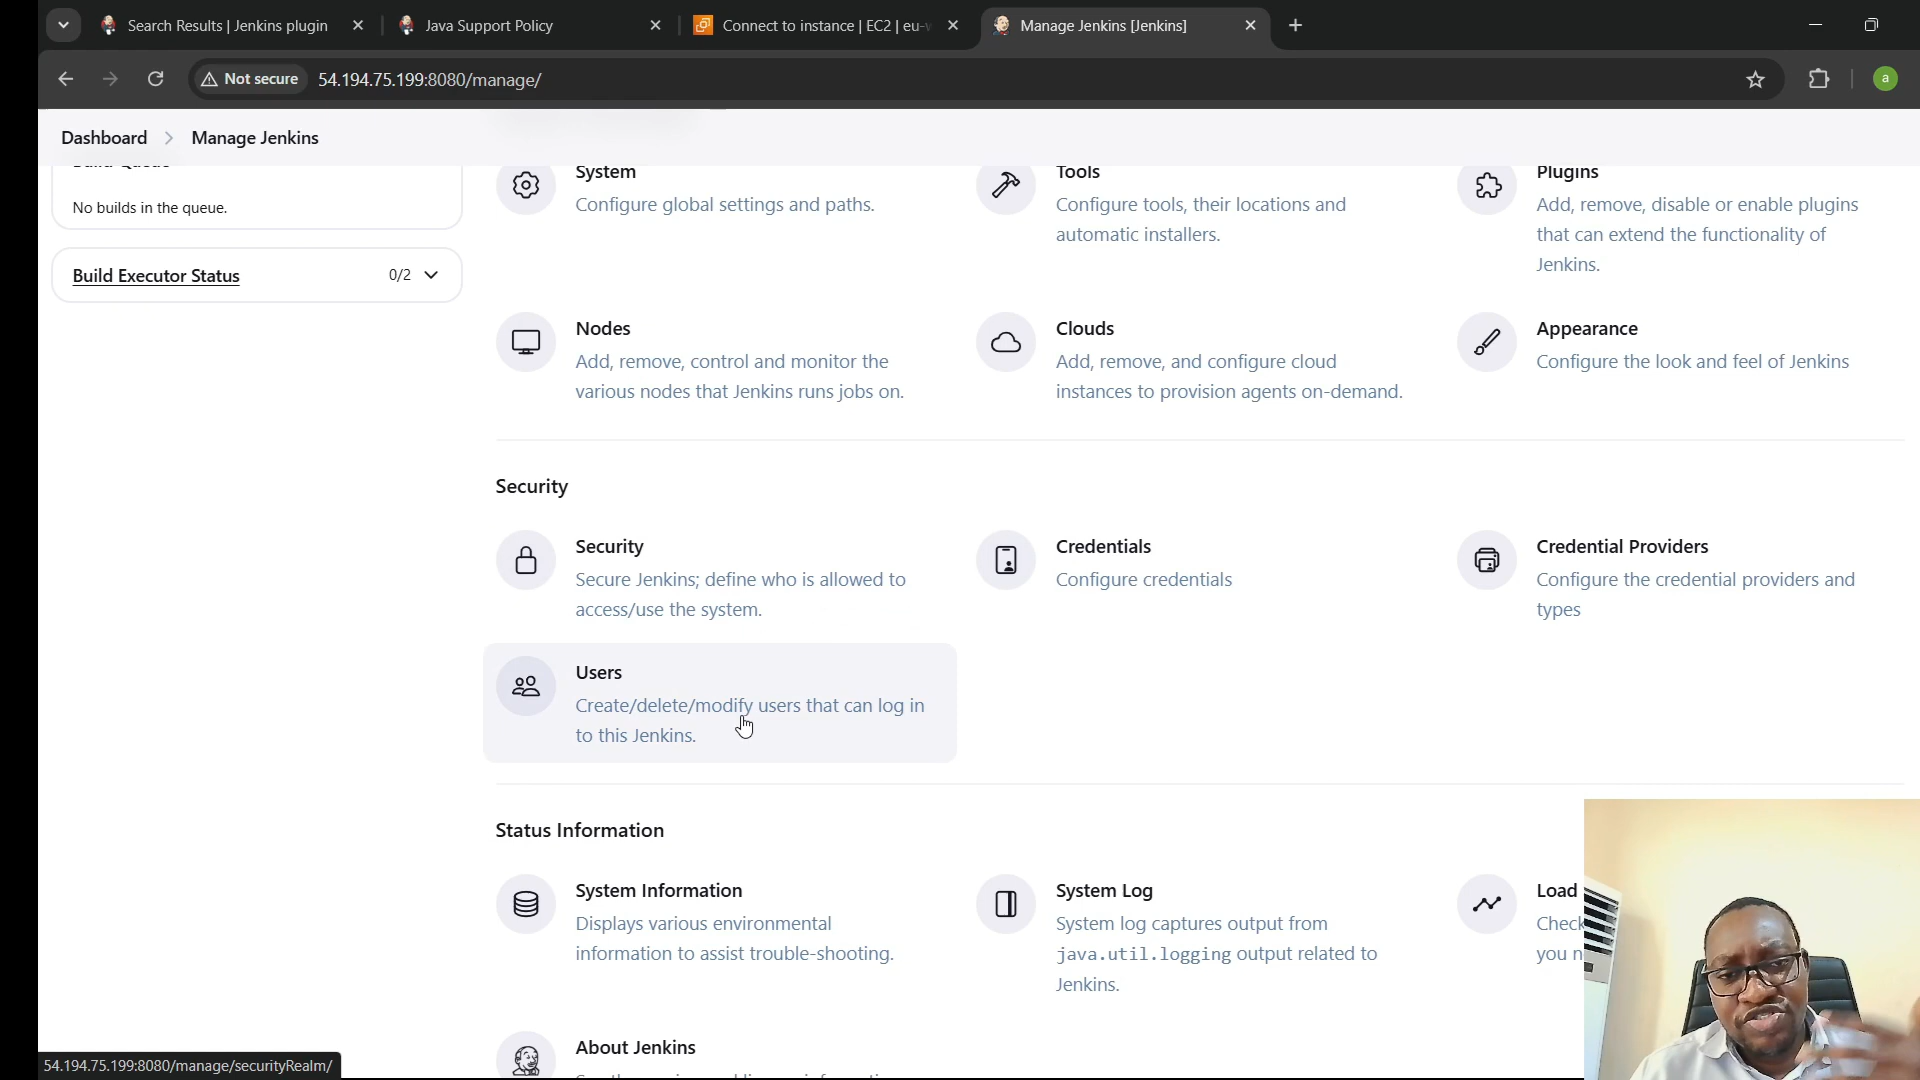 Search Results | Jenkins plugin
Java Support Policy
Connect to instance | EC2 | eu-w
Manage Jenkins [Jenkins]
Not secure
54.194.75.199:8080/manage/
a
Dashboard
Manage Jenkins
Build Queue
No builds in the queue.
Build Executor Status
0/2
System
Configure global settings and paths.
Tools
Configure tools, their locations and
automatic installers.
Plugins
Add, remove, disable or enable plugins
that can extend the functionality of
Jenkins.
Nodes
Add, remove, control and monitor the
various nodes that Jenkins runs jobs on.
Clouds
Add, remove, and configure cloud
instances to provision agents on-demand.
Appearance
Configure the look and feel of Jenkins
Security
Security
Secure Jenkins; define who is allowed to
access/use the system.
Credentials
Configure credentials
Credential Providers
Configure the credential providers and
types
Users
Create/delete/modify users that can log in
to this Jenkins.
Status Information
System Information
Displays various environmental
information to assist trouble-shooting.
System Log
System log captures output from
java.util.logging output related to
Jenkins.
Load
Check
you n
About Jenkins
54.194.75.199:8080/manage/securityRealm/